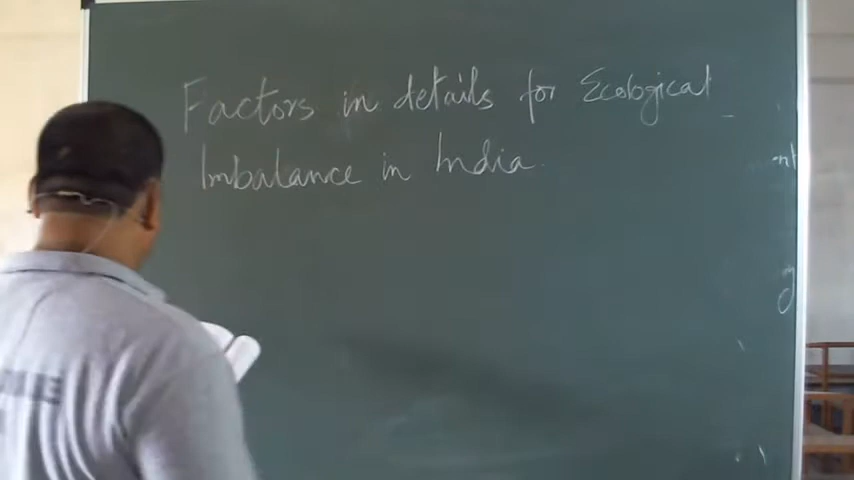 Factors in details for Ecological
Imbalance in India.